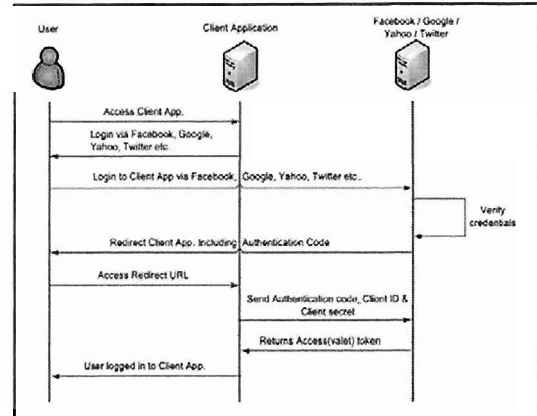 User
Client Application
Facebook / Google /
Yahoo / Twitter
Access Client App.
Login via Facebook, Google,
Yahoo, Twitter etc.
Login to Client App via Facebook, Google, Yahoo, Twitter etc.
Verify
credentials
Redirect Client App. Including Authentication Code
Access Redirect URL
Send Authentication code, Client ID &
Client secret
Returns Access(valet) token
User logged in to Client App.